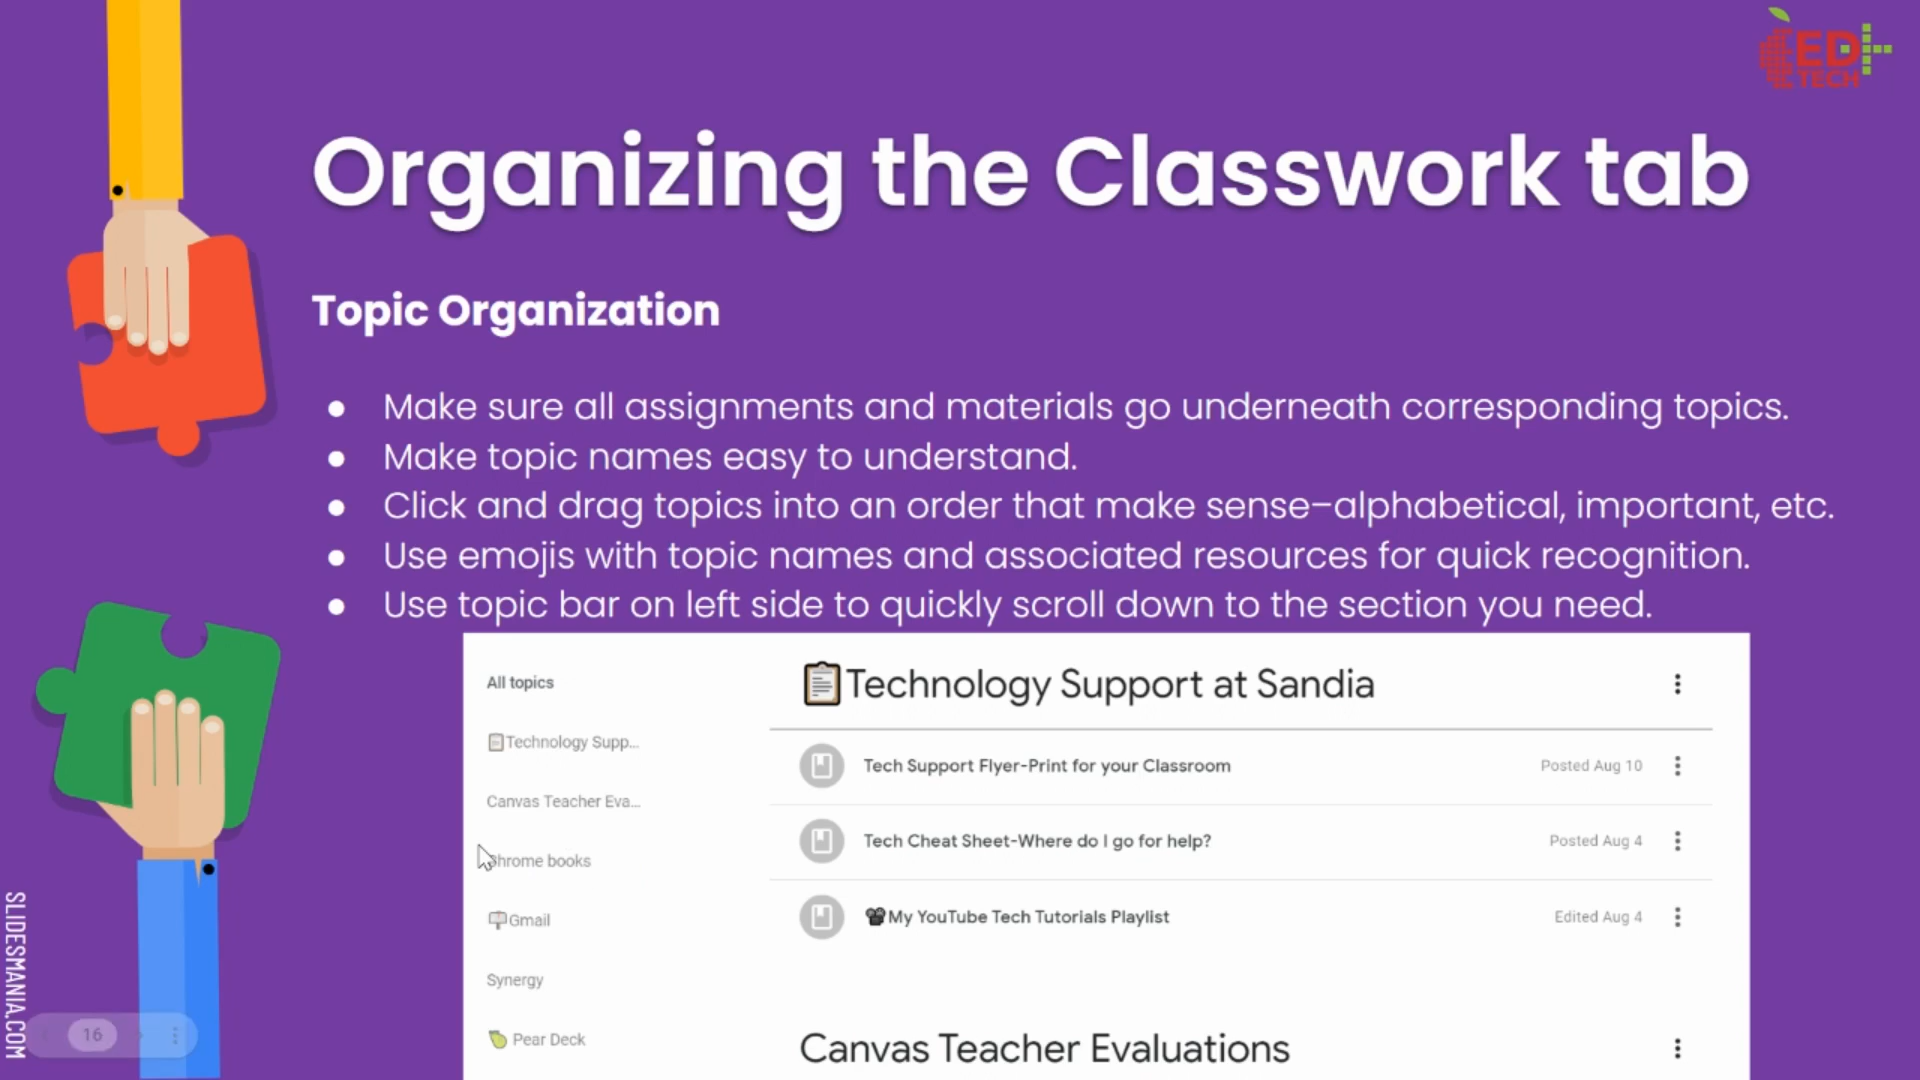 ED
TECH
Organizing the Classwork tab
Topic Organization
● Make sure all assignments and materials go underneath corresponding topics.
● Make topic names easy to understand.
● Click and drag topics into an order that make sense–alphabetical, important, etc.
● Use emojis with topic names and associated resources for quick recognition.
● Use topic bar on left side to quickly scroll down to the section you need.
All topics
📋Technology Supp...
Canvas Teacher Eva...
Chrome books
Gmail
Synergy
🍐 Pear Deck
📋Technology Support at Sandia
Tech Support Flyer-Print for your Classroom Posted Aug 10
Tech Cheat Sheet-Where do I go for help? Posted Aug 4
📽My YouTube Tech Tutorials Playlist Edited Aug 4
Canvas Teacher Evaluations
SLIDESMANIA.COM
16